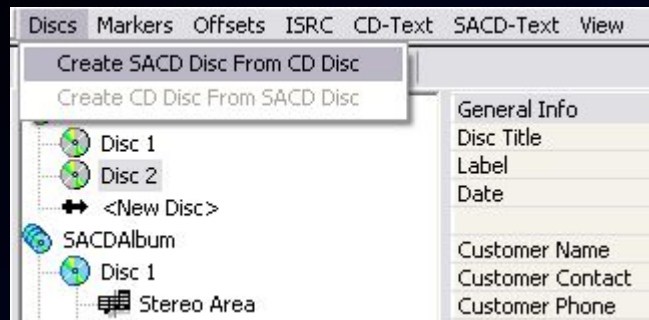 Discs Markers Offsets ISRC CD-Text SACD-Text View
Create SACD Disc From CD Disc
Create CD Disc From SACD Disc
Disc 1
Disc 2
<New Disc>
SACDAlbum
Disc 1
Stereo Area
General Info
Disc Title
Label
Date
Customer Name
Customer Contact
Customer Phone